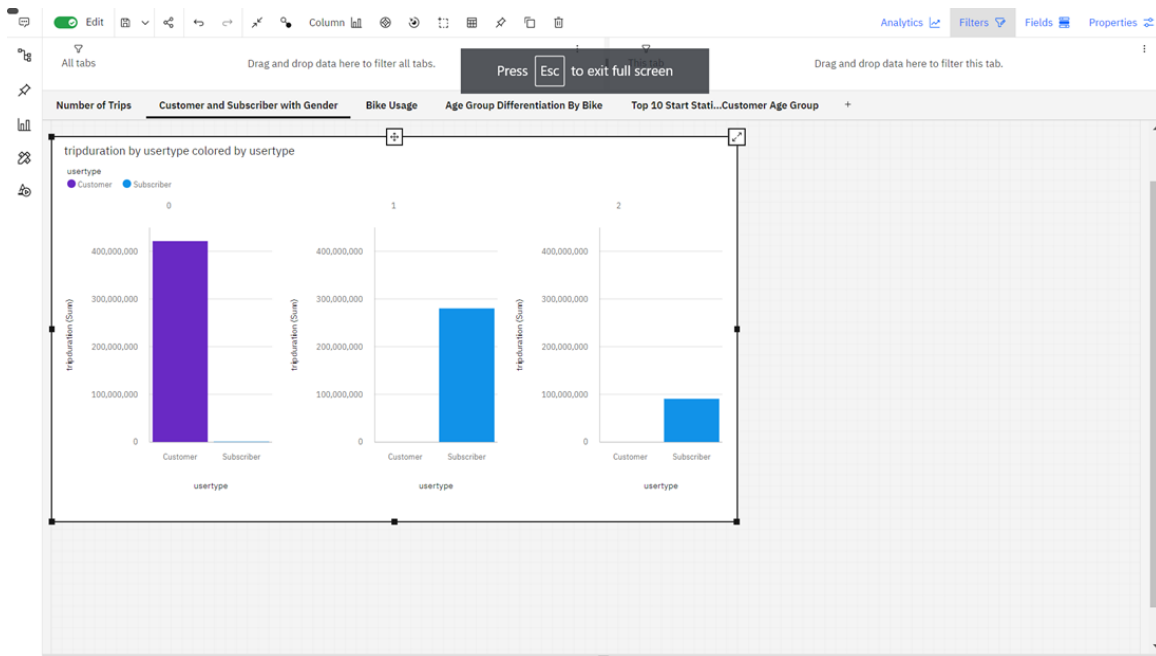 Edit
Column
Analytics
Filters
Fields
Properties
All tabs
Drag and drop data here to filter all tabs.
This tab
Drag and drop data here to filter this tab.
Press Esc to exit full screen
Number of Trips
Customer and Subscriber with Gender
Bike Usage
Age Group Differentiation By Bike
Top 10 Start Stati...Customer Age Group
+
tripduration by usertype colored by usertype
usertype
Customer Subscriber
0
400,000,000
300,000,000
200,000,000
100,000,000
0
tripduration (Sum)
Customer Subscriber
usertype
1
400,000,000
300,000,000
200,000,000
100,000,000
0
tripduration (Sum)
Customer Subscriber
usertype
2
400,000,000
300,000,000
200,000,000
100,000,000
0
tripduration (Sum)
Customer Subscriber
usertype